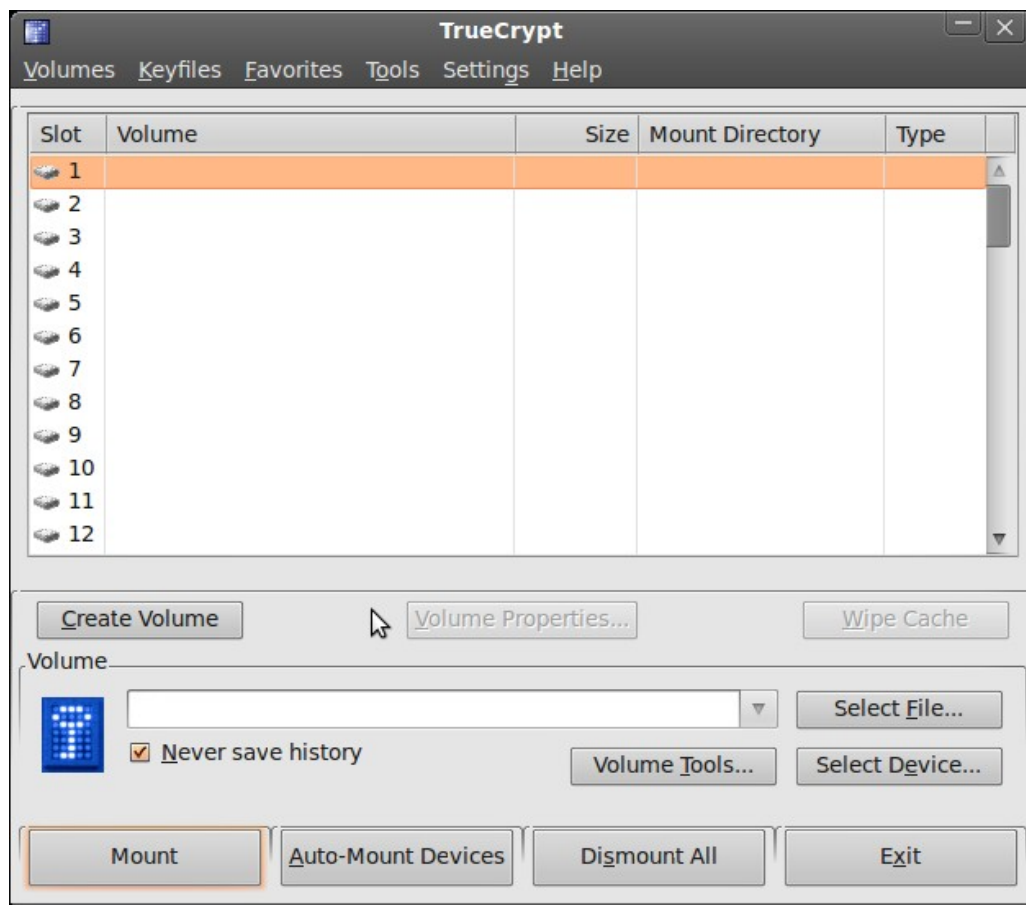 TrueCrypt
Volumes Keyfiles Favorites Tools Settings Help
Slot Volume Size Mount Directory Type
1
2
3
4
5
6
7
8
9
10
11
12
Create Volume Volume Properties... Wipe Cache
Volume
Select File...
Never save history
Volume Tools... Select Device...
Mount Auto-Mount Devices Dismount All Exit